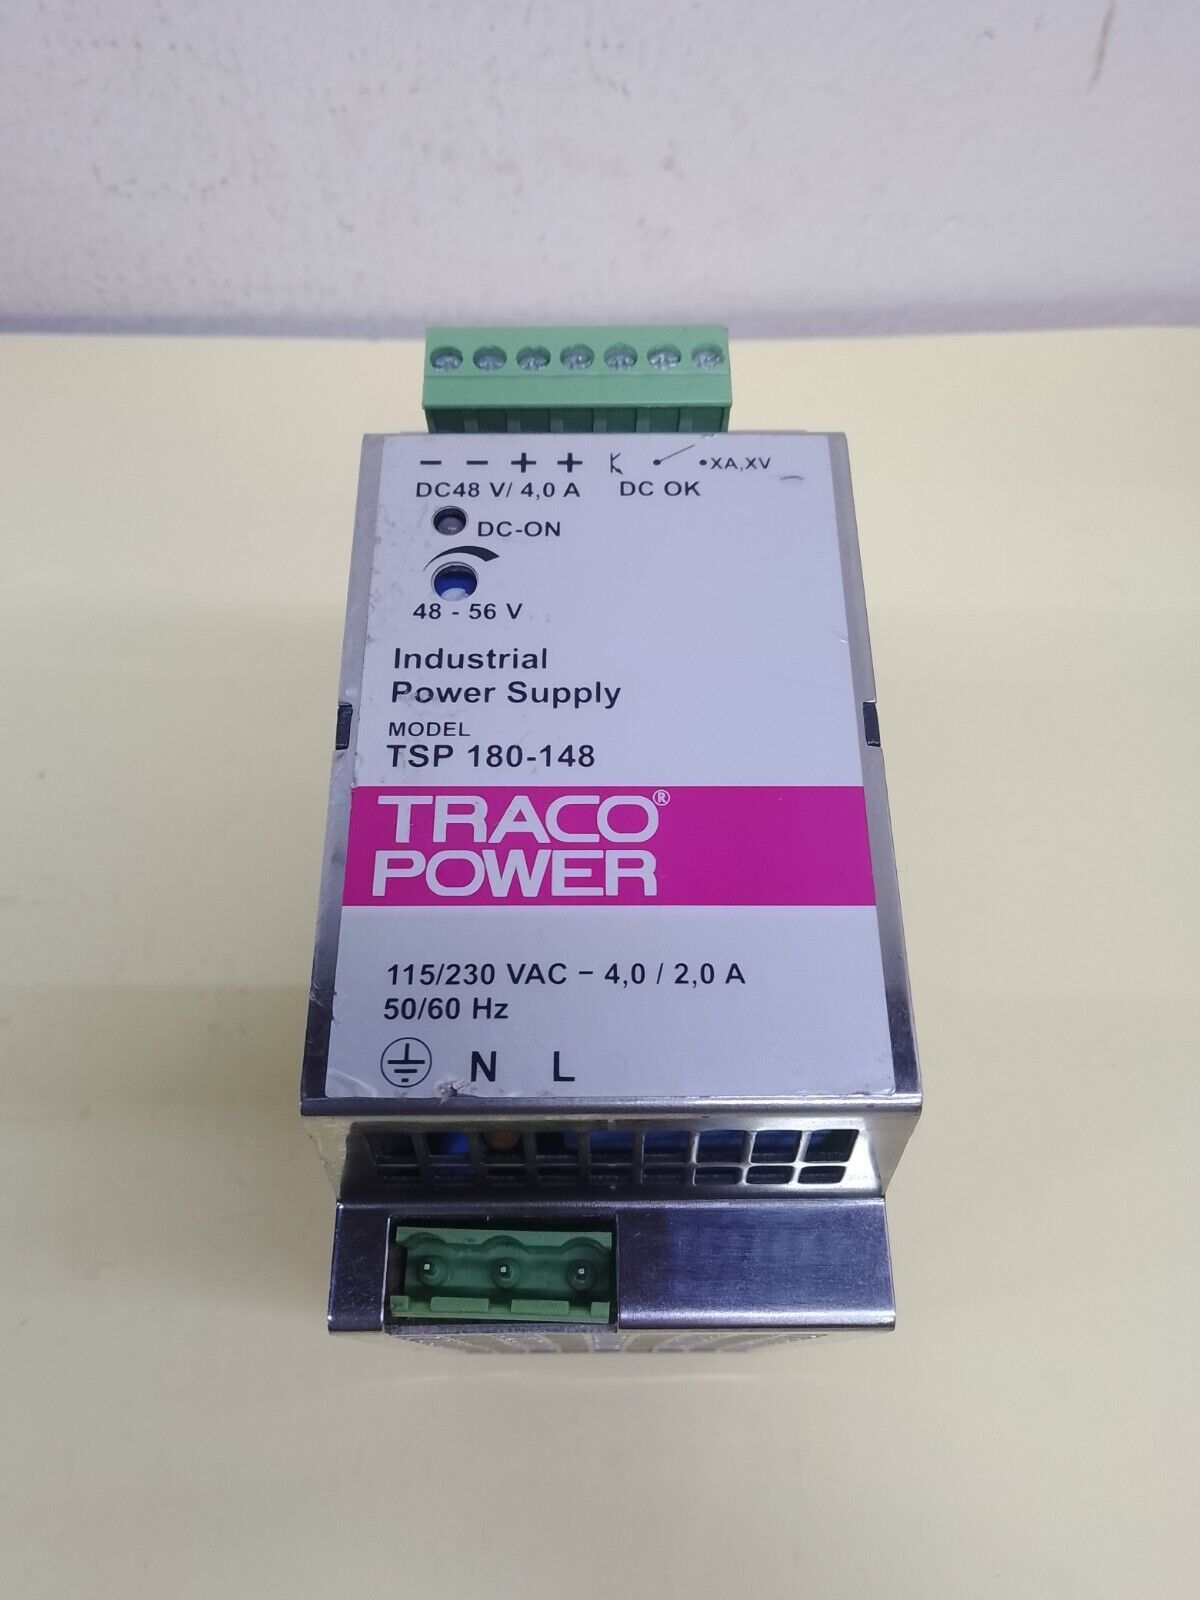 − − + + K XA,XV
DC48 V/ 4,0 A DC OK
DC-ON
48 - 56 V
Industrial
Power Supply
MODEL
TSP 180-148
TRACO®
POWER
115/230 VAC – 4,0 / 2,0 A
50/60 Hz
N L